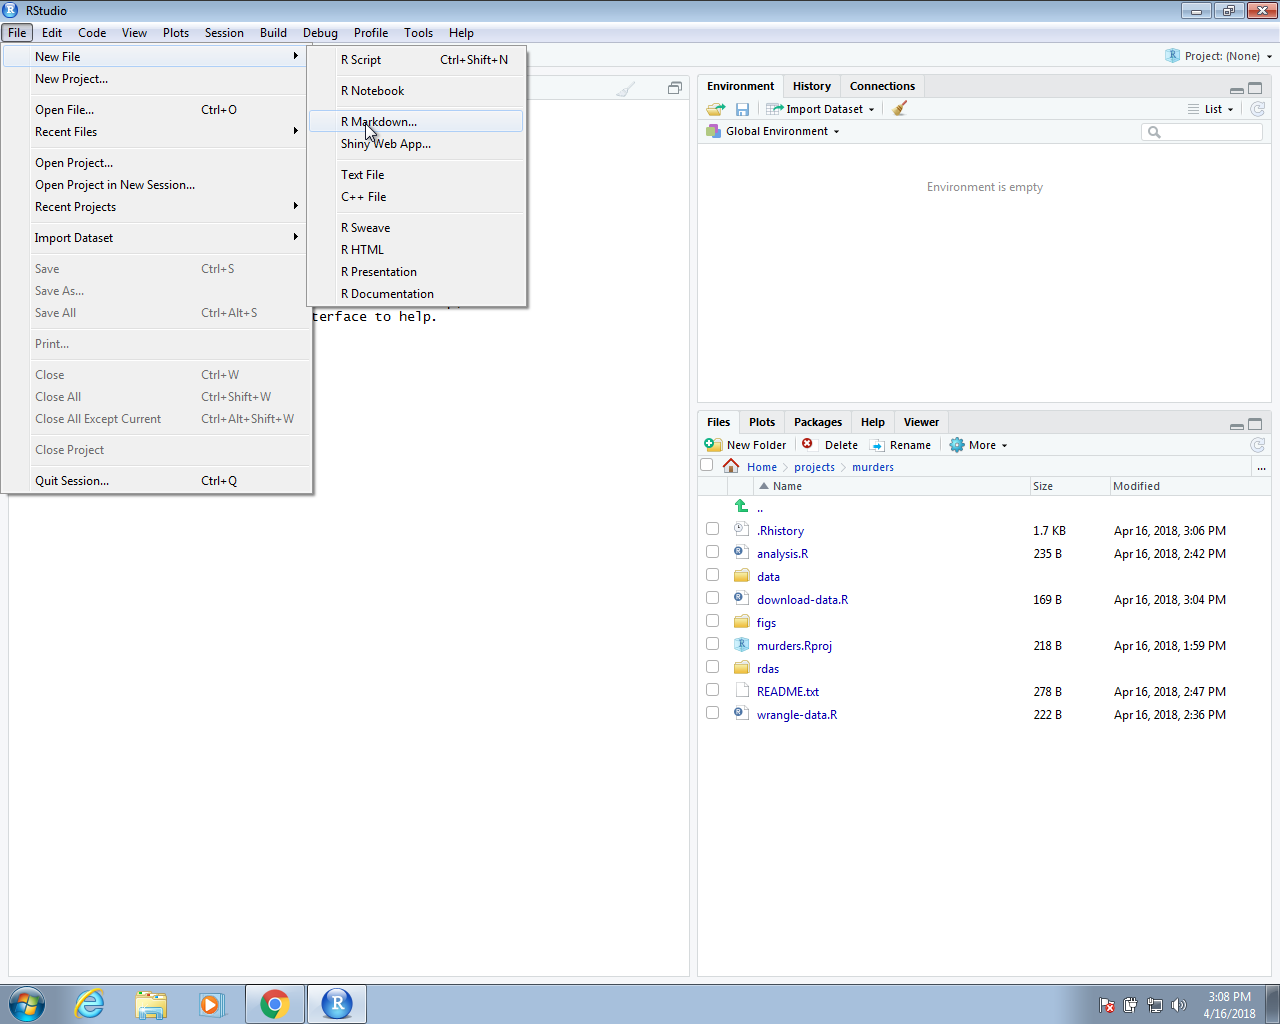 RStudio
File Edit Code View Plots Session Build Debug Profile Tools Help
Project: (None)
New File
New Project...
Open File... Ctrl+O
Recent Files
Open Project...
Open Project in New Session...
Recent Projects
Import Dataset
Save Ctrl+S
Save As...
Save All Ctrl+Alt+S
Print...
Close Ctrl+W
Close All Ctrl+Shift+W
Close All Except Current Ctrl+Alt+Shift+W
Close Project
Quit Session... Ctrl+Q
R Script Ctrl+Shift+N
R Notebook
R Markdown...
Shiny Web App...
Text File
C++ File
R Sweave
R HTML
R Presentation
R Documentation
terface to help.
Environment History Connections
Import Dataset List
Global Environment
Environment is empty
Files Plots Packages Help Viewer
New Folder Delete Rename More
Home projects murders ...
Name Size Modified
..
.Rhistory 1.7 KB Apr 16, 2018, 3:06 PM
analysis.R 235 B Apr 16, 2018, 2:42 PM
data
download-data.R 169 B Apr 16, 2018, 3:04 PM
figs
murders.Rproj 218 B Apr 16, 2018, 1:59 PM
rdas
README.txt 278 B Apr 16, 2018, 2:47 PM
wrangle-data.R 222 B Apr 16, 2018, 2:36 PM
3:08 PM
4/16/2018